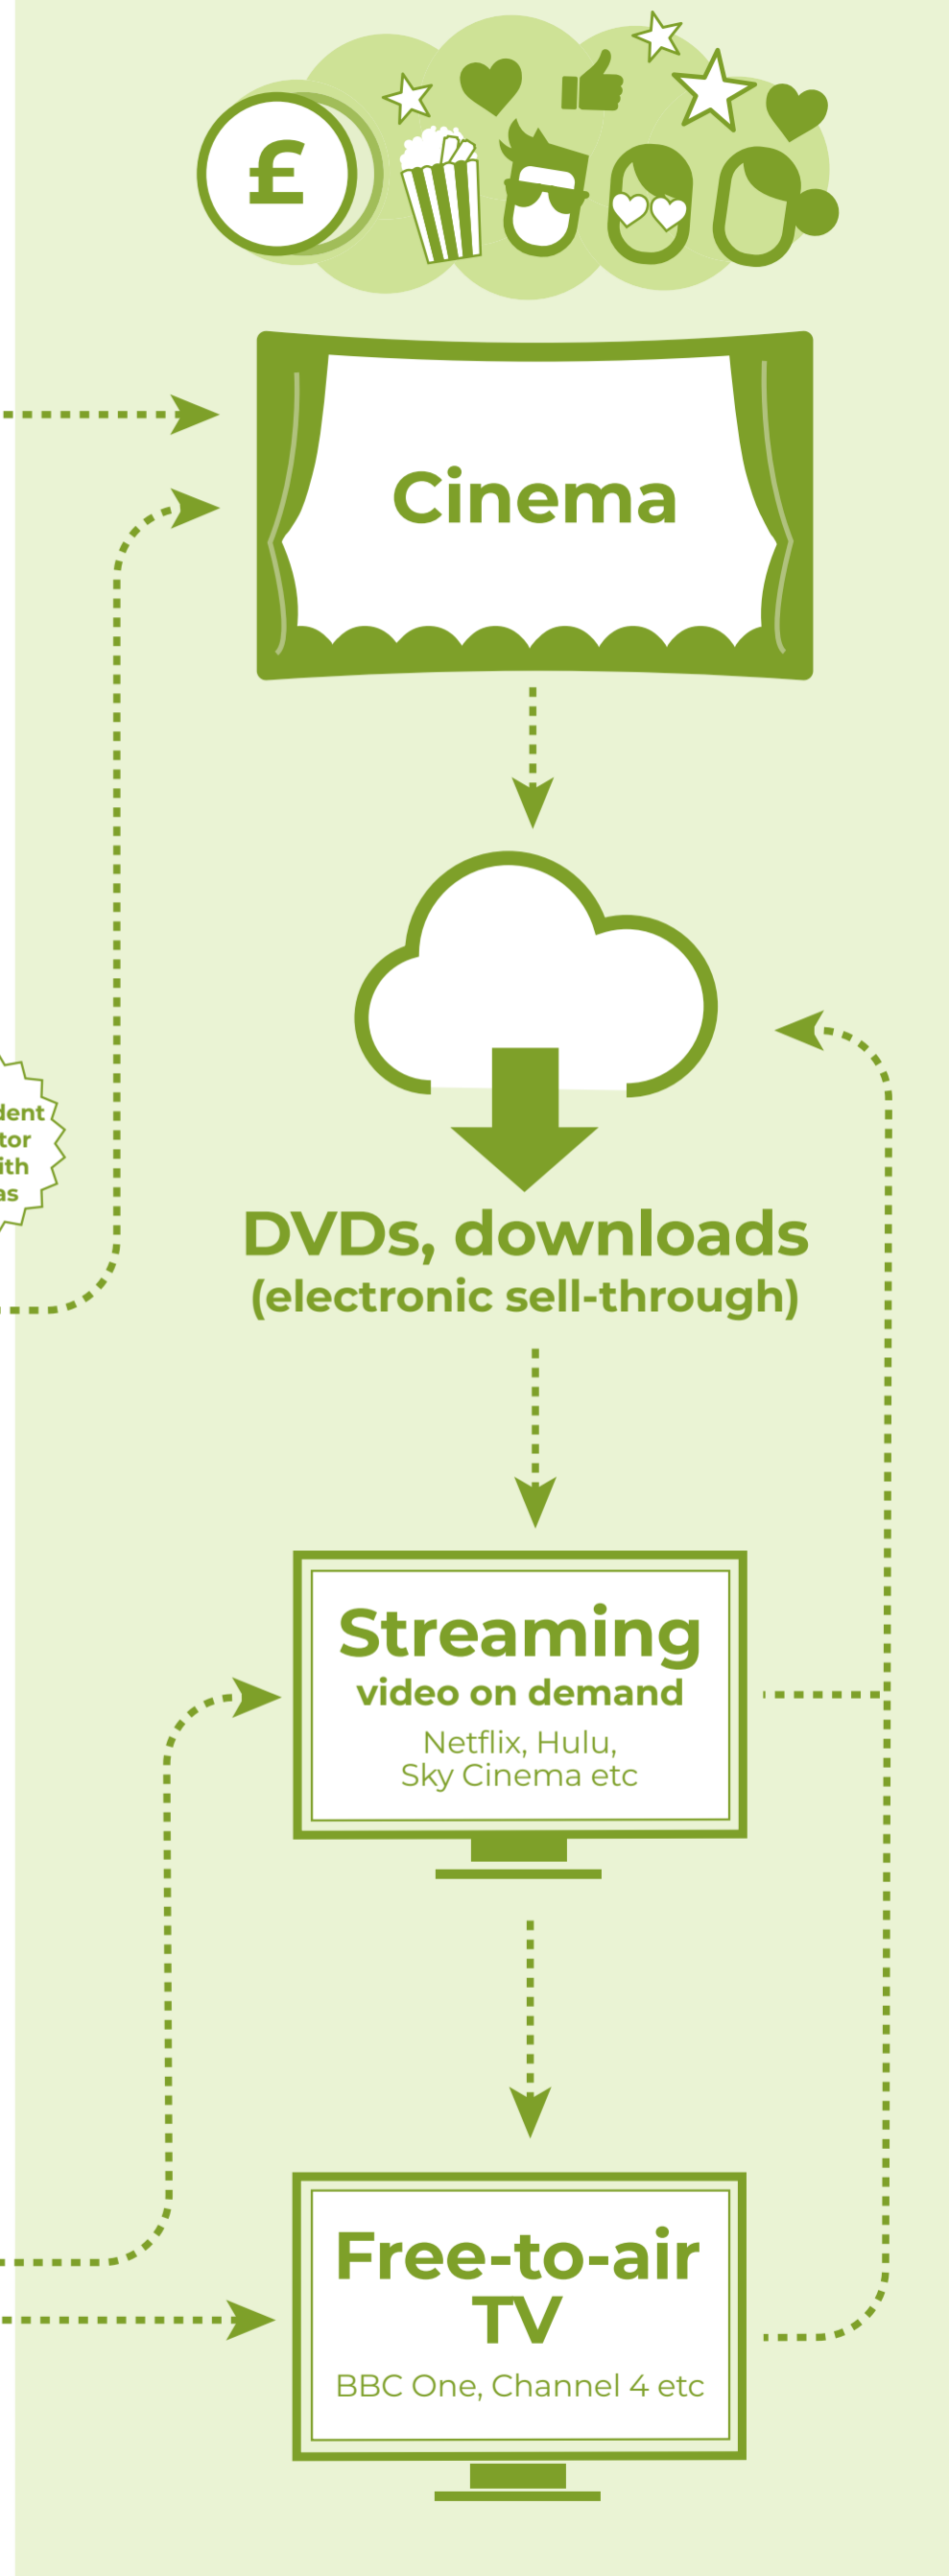 £
Cinema
DVDs, downloads
(electronic sell-through)
Streaming
video on demand
Netflix, Hulu,
Sky Cinema etc
Free-to-air
TV
BBC One, Channel 4 etc